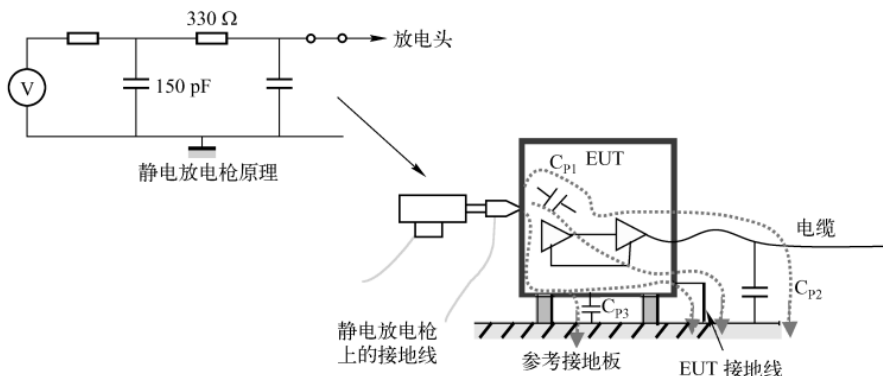 330 Ω
放电头
V
150 pF
静电放电枪原理
EUT
C_P1
电缆
C_P2
C_P3
静电放电枪
上的接地线
参考接地板
EUT 接地线